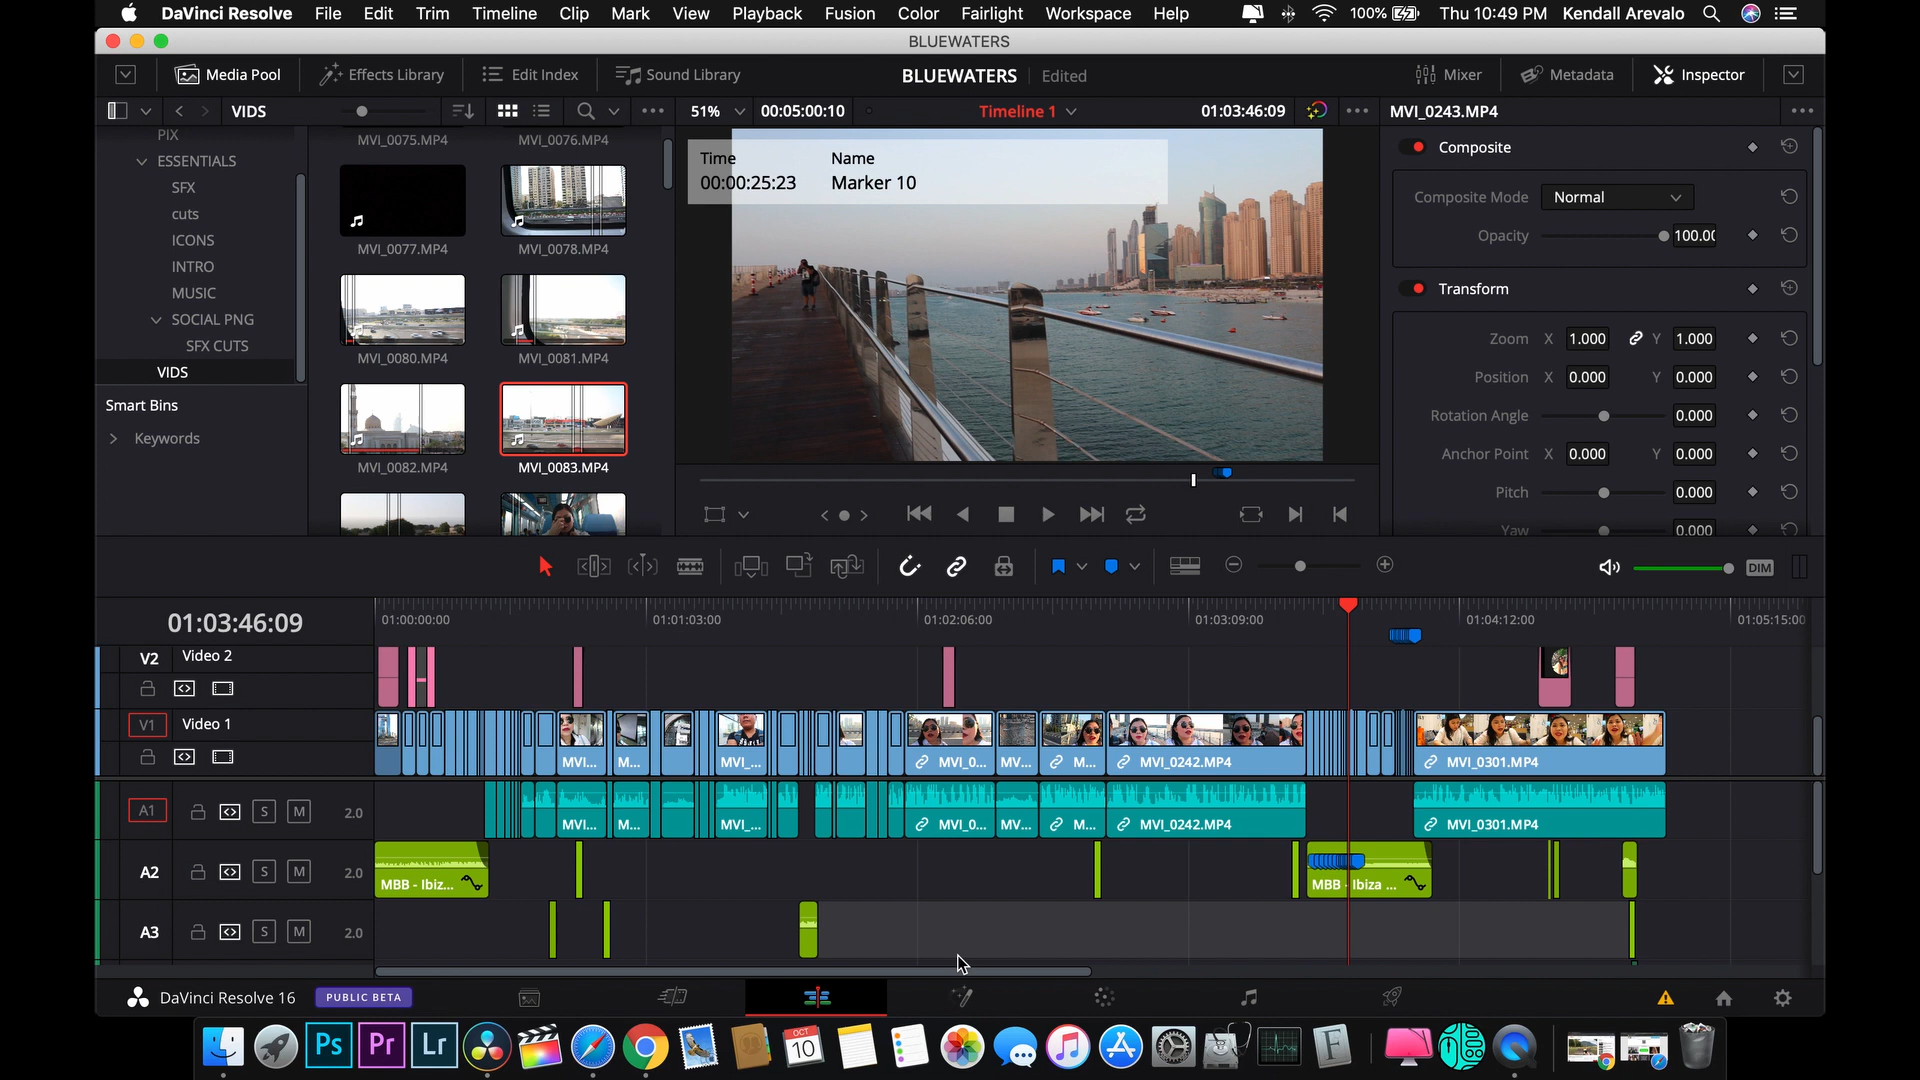 DaVinci Resolve File Edit Trim Timeline Clip Mark View Playback Fusion Color Fairlight Workspace Help 100% Thu 10:49 PM Kendall Arevalo
BLUEWATERS
Media Pool Effects Library Edit Index Sound Library BLUEWATERS Edited Mixer Metadata Inspector
VIDS 51% 00:05:00:10 Timeline 1 01:03:46:09 MVI_0243.MP4
PIX
ESSENTIALS
SFX
cuts
ICONS
INTRO
MUSIC
SOCIAL PNG
SFX CUTS
VIDS
Smart Bins
Keywords
MVI_0075.MP4 MVI_0076.MP4
MVI_0077.MP4 MVI_0078.MP4
MVI_0080.MP4 MVI_0081.MP4
MVI_0082.MP4 MVI_0083.MP4
Time Name
00:00:25:23 Marker 10
Composite
Composite Mode Normal
Opacity 100.00
Transform
Zoom X 1.000 Y 1.000
Position X 0.000 Y 0.000
Rotation Angle 0.000
Anchor Point X 0.000 Y 0.000
Pitch 0.000
Yaw 0.000
DIM
01:03:46:09 01:00:00:00 01:01:03:00 01:02:06:00 01:03:09:00 01:04:12:00 01:05:15:00
V2 Video 2
V1 Video 1
MVI... M... MVI_... MVI_0... MV... M... MVI_0242.MP4 MVI_0301.MP4
A1 S M 2.0
MVI... M... MVI_... MVI_0... MV... M... MVI_0242.MP4 MVI_0301.MP4
A2 S M 2.0
MBB - Ibiz... MBB - Ibiza ...
A3 S M 2.0
DaVinci Resolve 16 PUBLIC BETA
Ps Pr Lr OCT 10 F